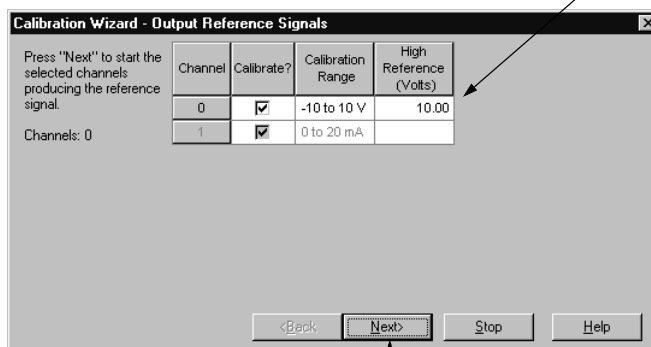 Calibration Wizard - Output Reference Signals
Press "Next" to start the
selected channels
producing the reference
signal.
Channels: 0
Channel Calibrate? Calibration Range High Reference (Volts)
0 -10 to 10 V 10.00
1 0 to 20 mA
<Back Next> Stop Help